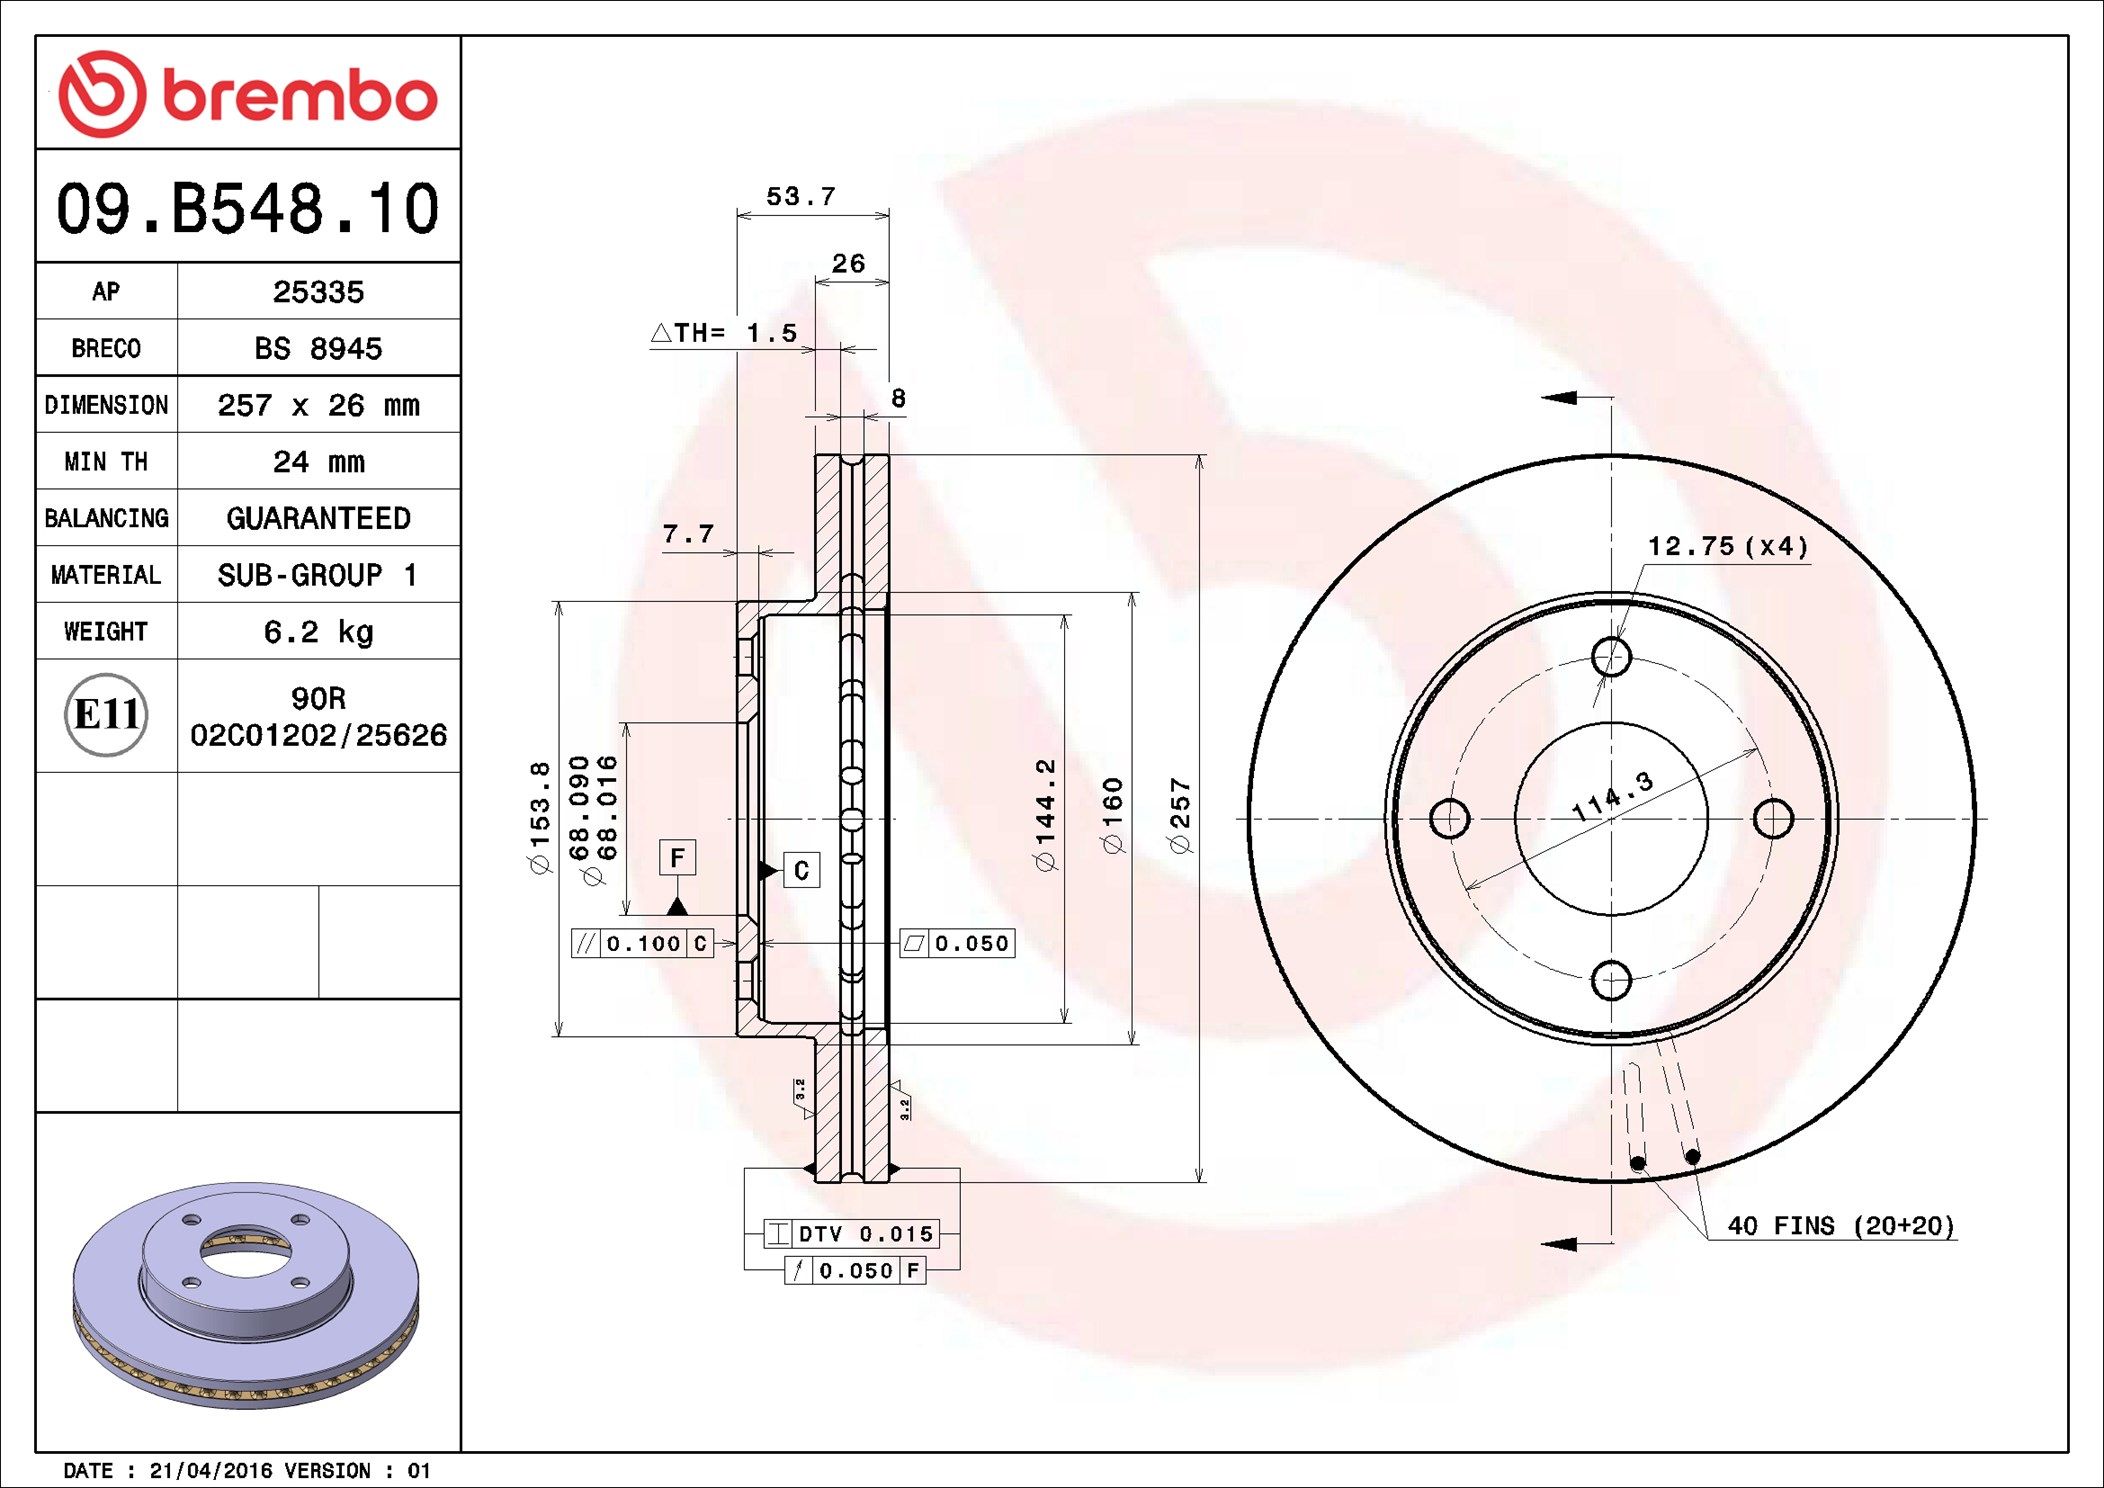 brembo
09.B548.10
AP 25335
BRECO BS 8945
DIMENSION 257 x 26 mm
MIN TH 24 mm
BALANCING GUARANTEED
MATERIAL SUB-GROUP 1
WEIGHT 6.2 kg
E11 90R
02C01202/25626
53.7
26
△TH= 1.5
8
7.7
12.75(x4)
114.3
⌀153.8
68.090
⌀68.016
⌀144.2
⌀160
⌀257
F
C
// 0.100 C
⏥ 0.050
3.2
3.2
DTV 0.015
↗ 0.050 F
40 FINS (20+20)
DATE : 21/04/2016 VERSION : 01